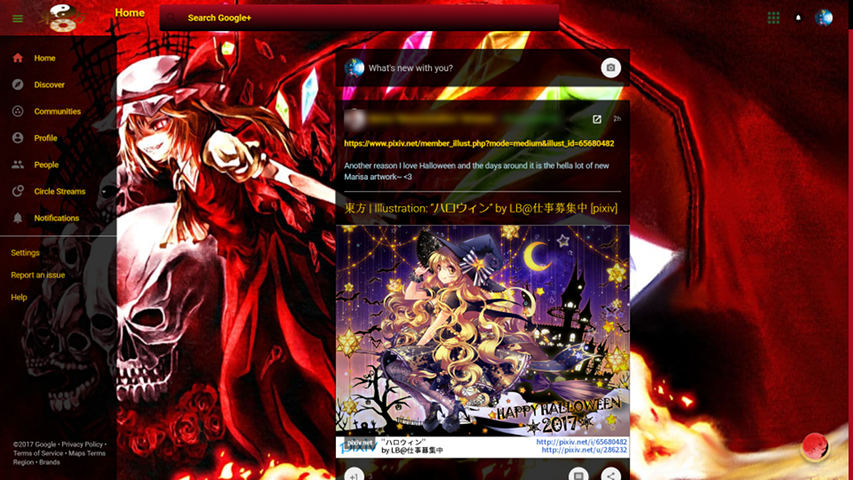 Home
Search Google+
Home
Discover
Communities
Profile
People
Circle Streams
Notifications
Settings
Report an issue
Help
©2017 Google • Privacy Policy •
Terms of Service • Maps Terms
Region • Brands
What's new with you?
2h
https://www.pixiv.net/member_illust.php?mode=medium&illust_id=65680482
Another reason I love Halloween and the days around it is the hella lot of new
Marisa artwork~ <3
東方 | Illustration: "ハロウィン" by LB@仕事募集中 [pixiv]
HAPPY HALLOWEEN
2017
pixiv.net
pixiv
"ハロウィン"
by LB@仕事募集中
http://pixiv.net/i/65680482
http://pixiv.net/u/286232
+1